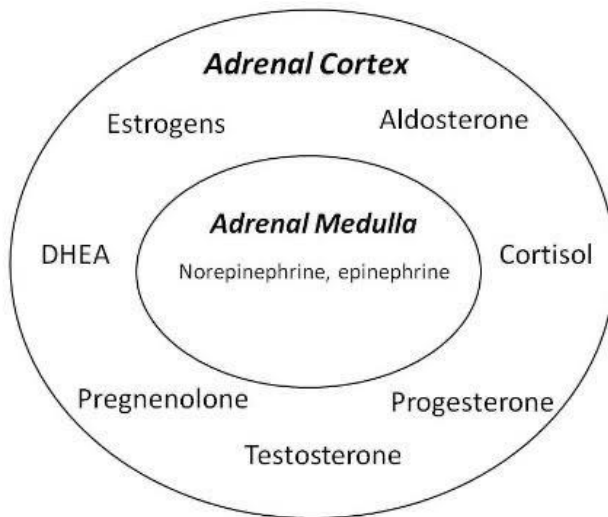 Adrenal Cortex
Estrogens
Aldosterone
Adrenal Medulla
DHEA
Norepinephrine, epinephrine
Cortisol
Pregnenolone
Progesterone
Testosterone